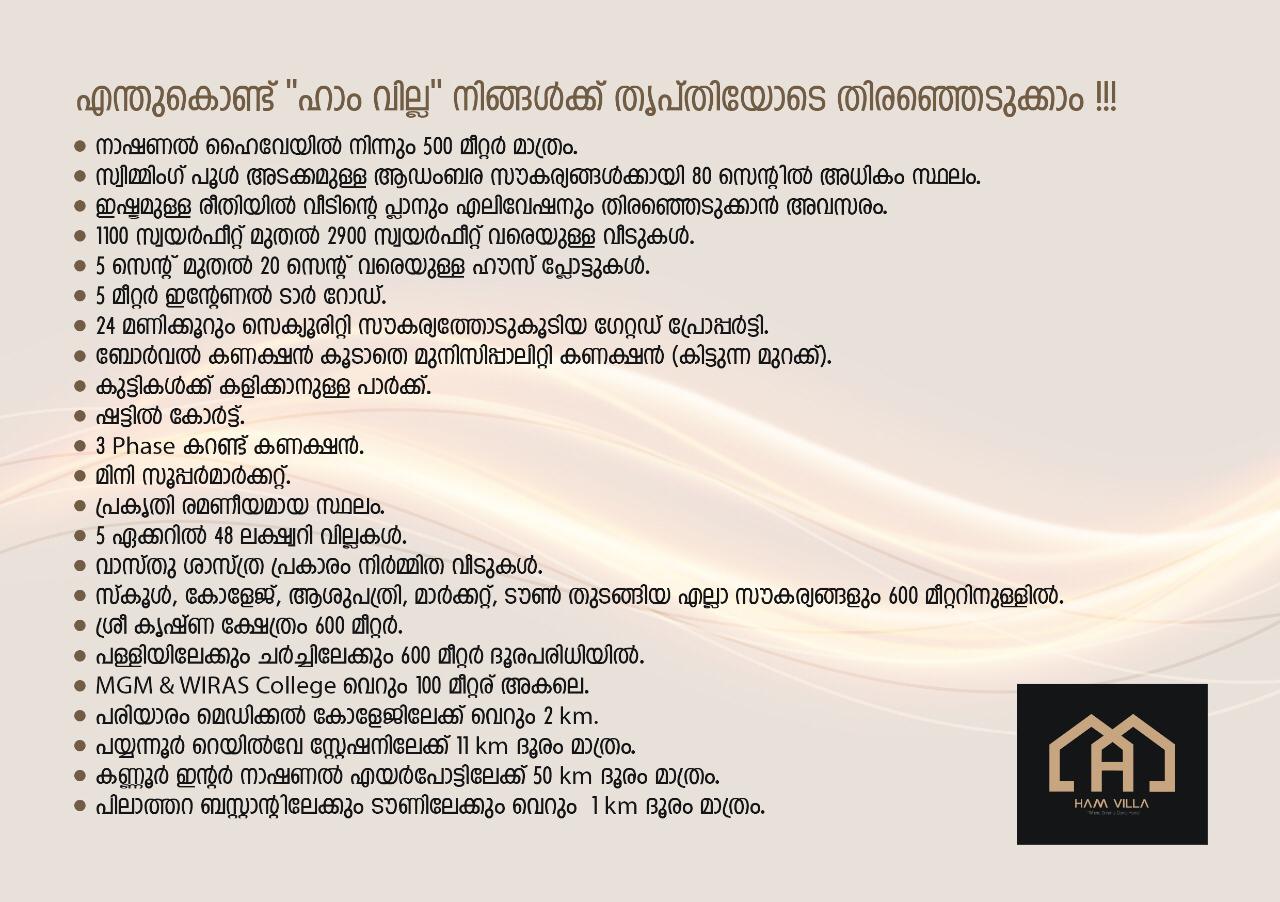 എന്തുകൊണ്ട് "ഹാം വില്ല" നിങ്ങൾക്ക് തൃപ്തിയോടെ തിരഞ്ഞെടുക്കാം !!!
• നാഷണൽ ഹൈവേയിൽ നിന്നും 500 മീറ്റർ മാത്രം.
• സ്വിമ്മിംഗ് പൂൾ അടക്കമുള്ള ആഡംബര സൗകര്യങ്ങൾക്കായി 80 സെന്റിൽ അധികം സ്ഥലം.
• ഇഷ്ടമുള്ള രീതിയിൽ വീടിന്റെ പ്ലാനും എലിവേഷനും തിരഞ്ഞെടുക്കാൻ അവസരം.
• 1100 സ്വയർഫീറ്റ് മുതൽ 2900 സ്വയർഫീറ്റ് വരെയുള്ള വീടുകൾ.
• 5 സെന്റ് മുതൽ 20 സെന്റ് വരെയുള്ള ഹൗസ് പ്ലോട്ടുകൾ.
• 5 മീറ്റർ ഇന്റേണൽ ടാർ റോഡ്.
• 24 മണിക്കൂറും സെക്യൂരിറ്റി സൗകര്യത്തോടുകൂടിയ ഗേറ്റഡ് പ്രോപ്പർട്ടി.
• ബോർവൽ കണക്ഷൻ കൂടാതെ മുനിസിപ്പാലിറ്റി കണക്ഷൻ (കിട്ടുന്ന മുറക്ക്).
• കുട്ടികൾക്ക് കളിക്കാനുള്ള പാർക്ക്.
• ഷട്ടിൽ കോർട്ട്.
• 3 Phase കറണ്ട് കണക്ഷൻ.
• മിനി സൂപ്പർമാർക്കറ്റ്.
• പ്രകൃതി രമണീയമായ സ്ഥലം.
• 5 ഏക്കറിൽ 48 ലക്ഷ്വറി വില്ലകൾ.
• വാസ്തു ശാസ്ത്ര പ്രകാരം നിർമ്മിത വീടുകൾ.
• സ്കൂൾ, കോളേജ്, ആശുപത്രി, മാർക്കറ്റ്, ടൗൺ തുടങ്ങിയ എല്ലാ സൗകര്യങ്ങളും 600 മീറ്ററിനുള്ളിൽ.
• ശ്രീ കൃഷ്ണ ക്ഷേത്രം 600 മീറ്റർ.
• പള്ളിയിലേക്കും ചർച്ചിലേക്കും 600 മീറ്റർ ദൂരപരിധിയിൽ.
• MGM & WIRAS College വെറും 100 മീറ്റര് അകലെ.
• പരിയാരം മെഡിക്കൽ കോളേജിലേക്ക് വെറും 2 km.
• പയ്യന്നൂർ റെയിൽവേ സ്റ്റേഷനിലേക്ക് 11 km ദൂരം മാത്രം.
• കണ്ണൂർ ഇന്റർ നാഷണൽ എയർപോട്ടിലേക്ക് 50 km ദൂരം മാത്രം.
• പിലാത്തറ ബസ്സ്റ്റാന്റിലേക്കും ടൗണിലേക്കും വെറും 1 km ദൂരം മാത്രം.
HAM VILLA